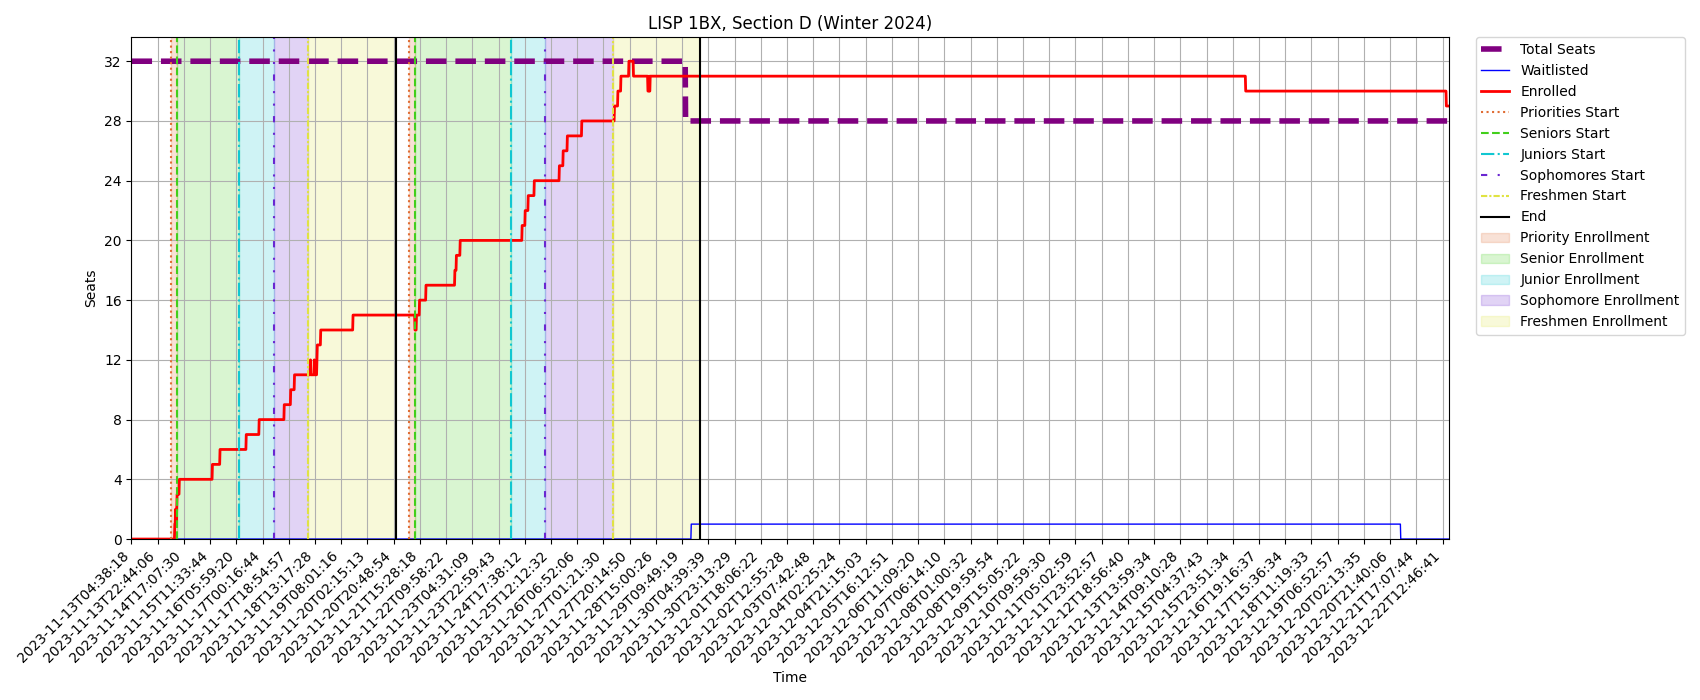 LISP 1BX, Section D (Winter 2024)
Seats
32
28
24
20
16
12
8
4
0
2023-11-13T04:38:18
2023-11-13T22:44:06
2023-11-14T17:07:30
2023-11-15T11:33:44
2023-11-16T05:59:20
2023-11-17T00:16:44
2023-11-17T18:54:57
2023-11-18T13:17:28
2023-11-19T08:01:16
2023-11-20T02:15:13
2023-11-20T20:48:54
2023-11-21T15:28:18
2023-11-22T09:58:22
2023-11-23T04:31:09
2023-11-23T22:59:43
2023-11-24T17:38:12
2023-11-25T12:12:32
2023-11-26T06:52:06
2023-11-27T01:21:30
2023-11-27T20:14:50
2023-11-28T15:00:26
2023-11-29T09:49:19
2023-11-30T04:39:39
2023-11-30T23:13:29
2023-12-01T18:06:22
2023-12-02T12:55:28
2023-12-03T07:42:48
2023-12-04T02:25:24
2023-12-04T21:15:03
2023-12-05T16:12:51
2023-12-06T11:09:20
2023-12-07T06:14:10
2023-12-08T01:00:32
2023-12-08T19:59:54
2023-12-09T15:05:22
2023-12-10T09:59:30
2023-12-11T05:02:59
2023-12-11T23:52:57
2023-12-12T18:56:40
2023-12-13T13:59:34
2023-12-14T09:10:28
2023-12-15T04:37:43
2023-12-15T23:51:34
2023-12-16T19:16:37
2023-12-17T15:36:34
2023-12-18T11:19:33
2023-12-19T06:52:57
2023-12-20T02:13:35
2023-12-20T21:40:06
2023-12-21T17:07:44
2023-12-22T12:46:41
Time
Total Seats
Waitlisted
Enrolled
Priorities Start
Seniors Start
Juniors Start
Sophomores Start
Freshmen Start
End
Priority Enrollment
Senior Enrollment
Junior Enrollment
Sophomore Enrollment
Freshmen Enrollment